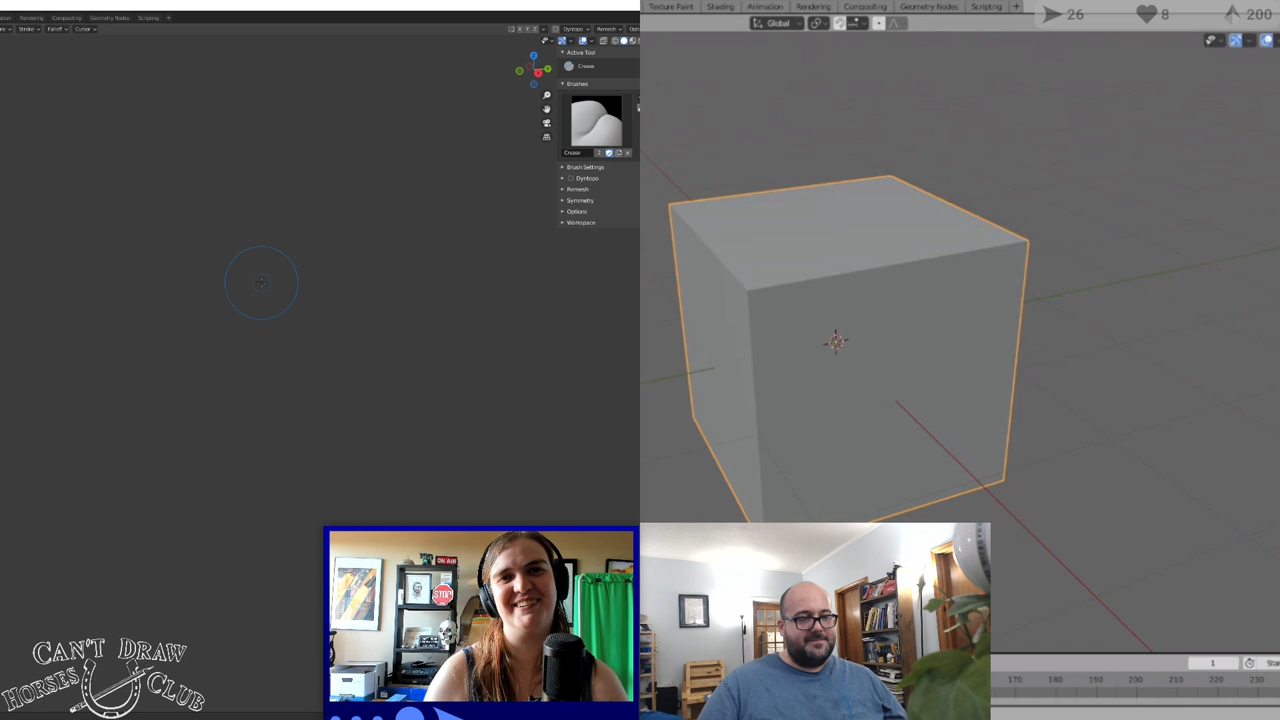 Rendering Compositing Geometry Nodes Scripting +
Stroke Falloff Cursor
X Y Z Dyntopo Remesh
Active Tool
Crease
Brushes
Crease 2
Brush Settings
Dyntopo
Remesh
Symmetry
Options
Workspace
Texture Paint Shading Animation Rendering Compositing Geometry Nodes Scripting +
Global
26 8 200
ON AIR
STOP
CAN'T DRAW
HORSES CLUB
1
170 180 190 200 210 220 230